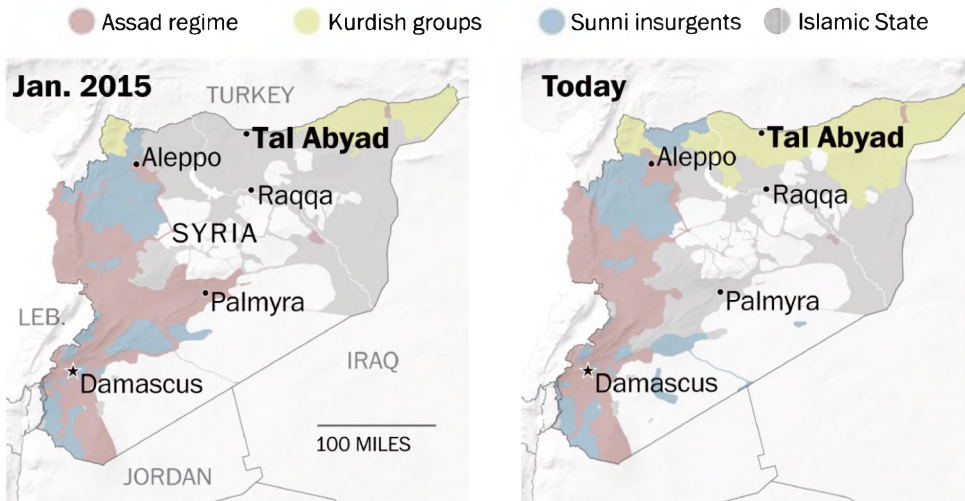 Assad regime
Kurdish groups
Sunni insurgents
Islamic State
Jan. 2015
TURKEY
Tal Abyad
Aleppo
Raqqa
SYRIA
Palmyra
LEB.
IRAQ
Damascus
100 MILES
JORDAN
Today
Tal Abyad
Aleppo
Raqqa
Palmyra
Damascus